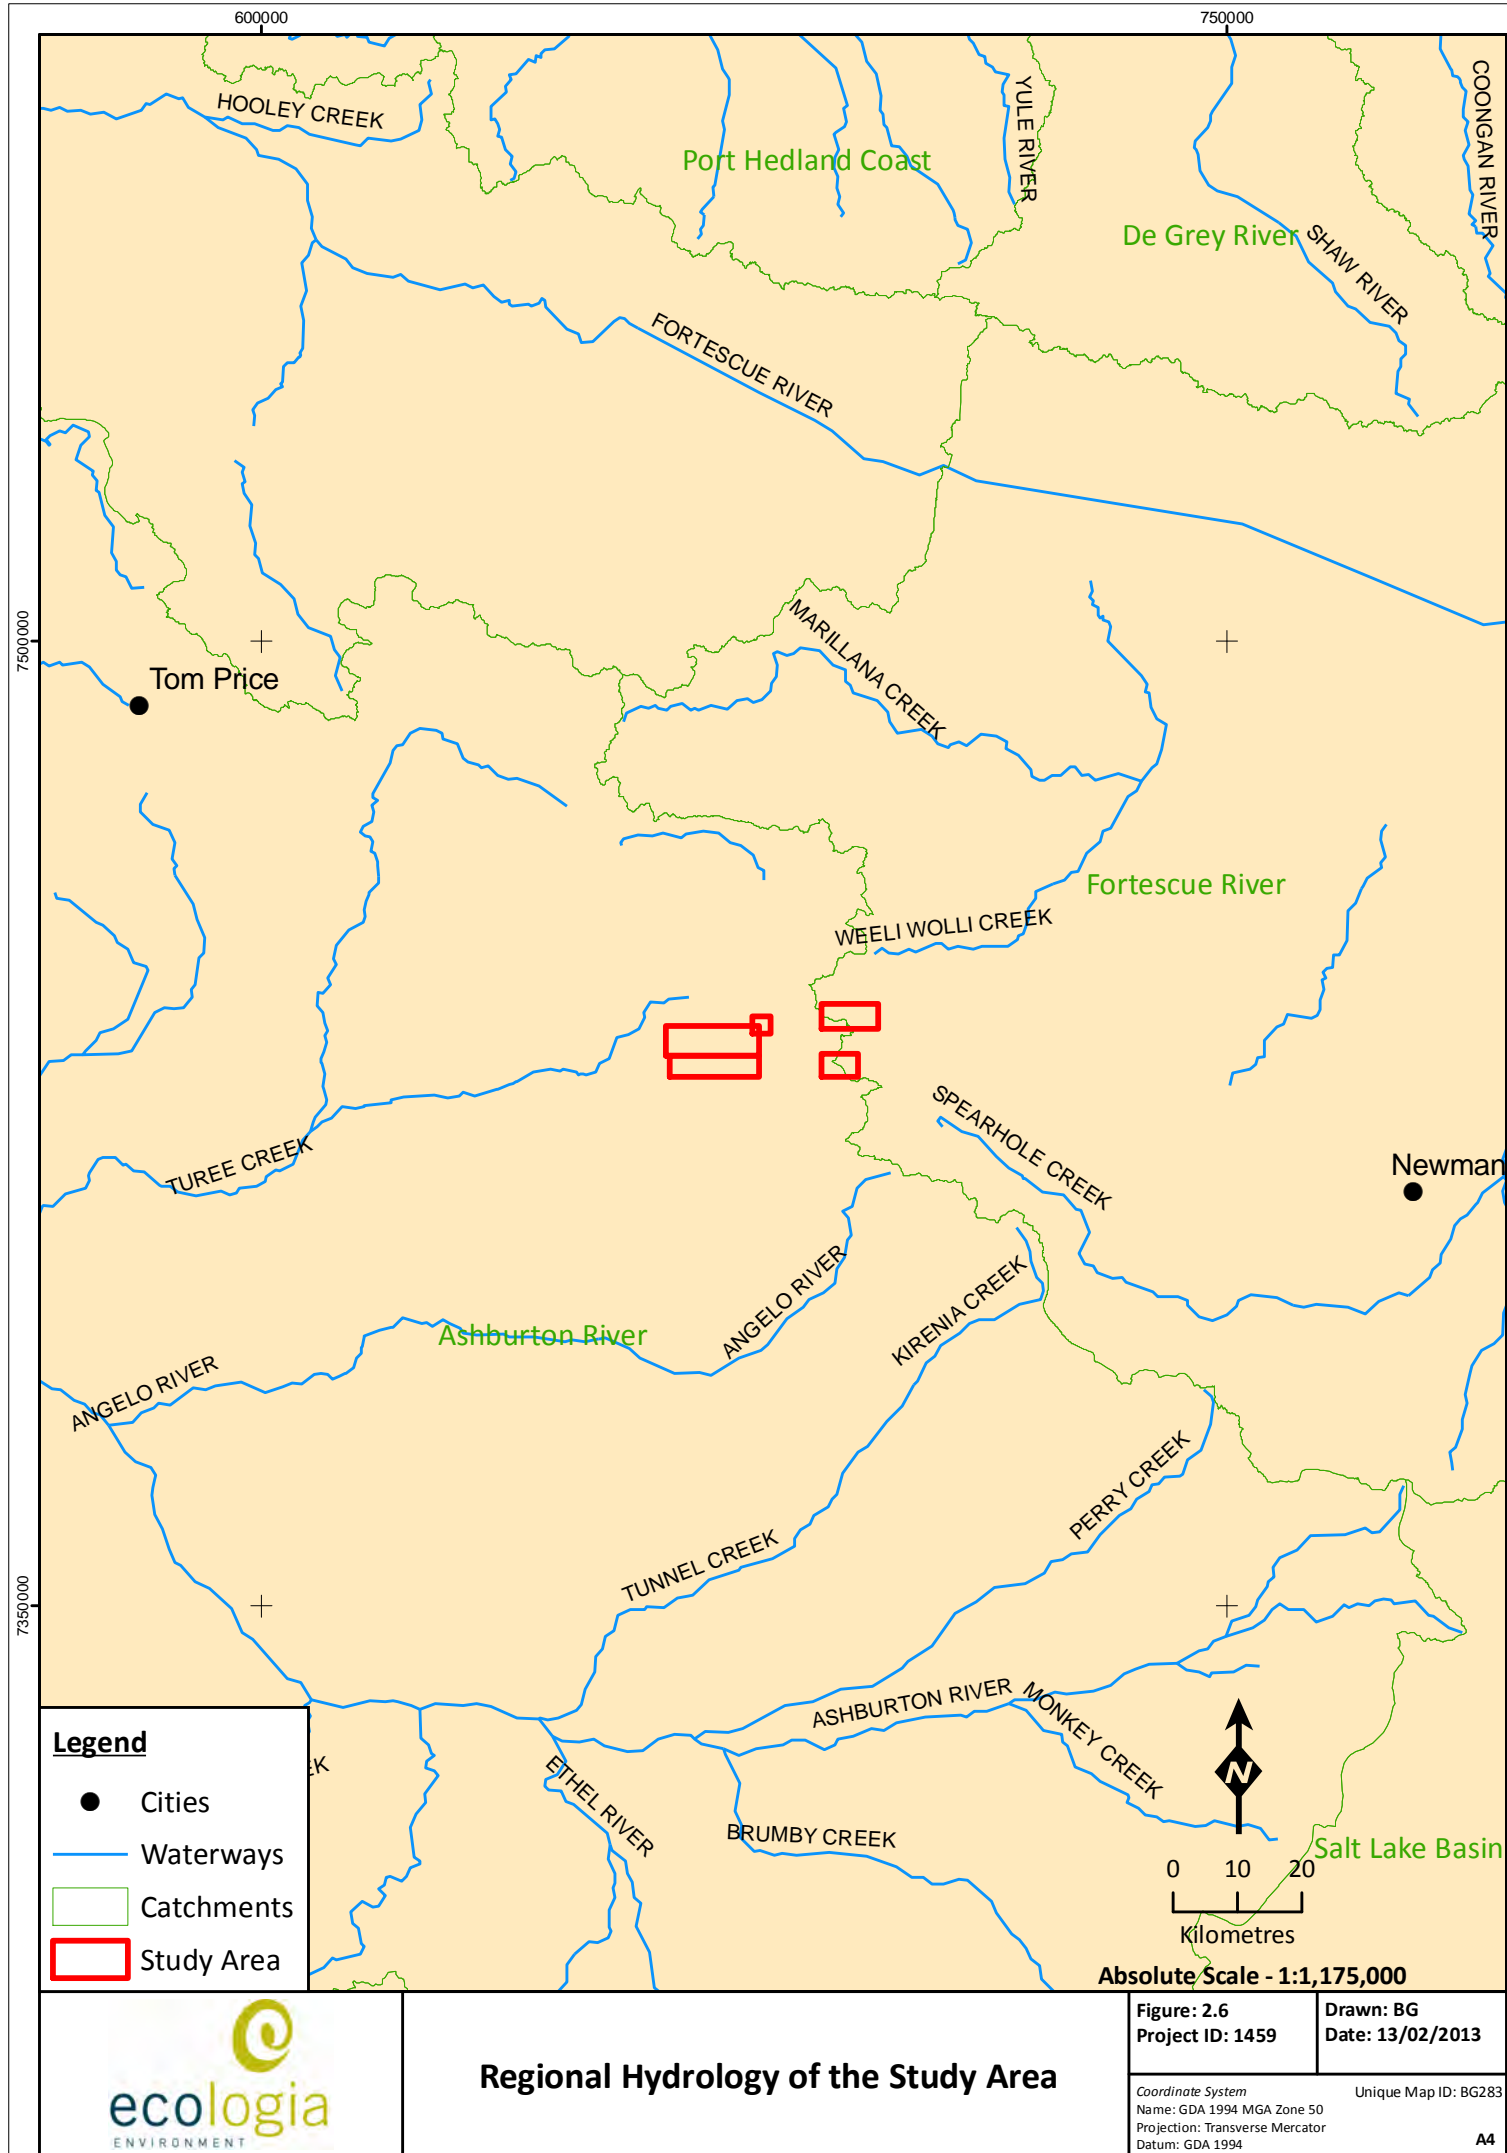 600000
750000
HOOLEY CREEK
YULE RIVER
COONGAN RIVER
Port Hedland Coast
De Grey River
SHAW RIVER
FORTESCUE RIVER
7500000
MARILLANA CREEK
Tom Price
Fortescue River
WEELI WOLLI CREEK
SPEARHOLE CREEK
TUREE CREEK
Newman
ANGELO RIVER
KIRENIA CREEK
Ashburton River
ANGELO RIVER
PERRY CREEK
TUNNEL CREEK
7350000
ASHBURTON RIVER
MONKEY CREEK
ETHEL RIVER
BRUMBY CREEK
Salt Lake Basin
Legend
EK
Cities
Waterways
Catchments
Study Area
N
0 10 20
Kilometres
Absolute Scale - 1:1,175,000
ecologia
ENVIRONMENT
Regional Hydrology of the Study Area
Figure: 2.6
Project ID: 1459
Drawn: BG
Date: 13/02/2013
Coordinate System
Name: GDA 1994 MGA Zone 50
Projection: Transverse Mercator
Datum: GDA 1994
Unique Map ID: BG283
A4